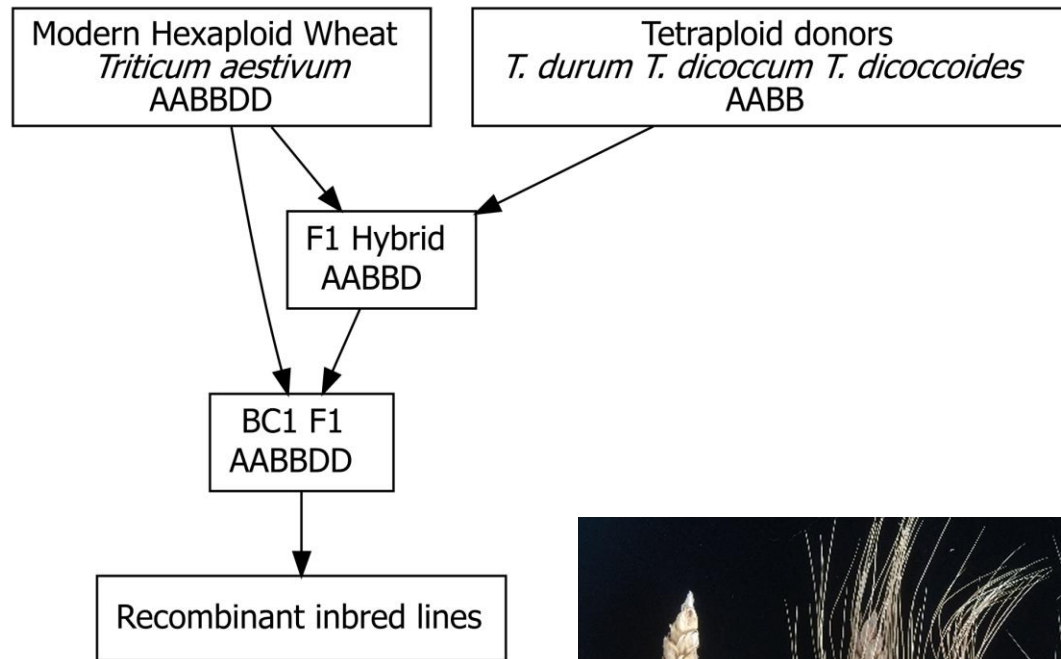 Modern Hexaploid Wheat
Triticum aestivum
AABBDD
Tetraploid donors
T. durum T. dicoccum T. dicoccoides
AABB
F1 Hybrid
AABBD
BC1 F1
AABBDD
Recombinant inbred lines